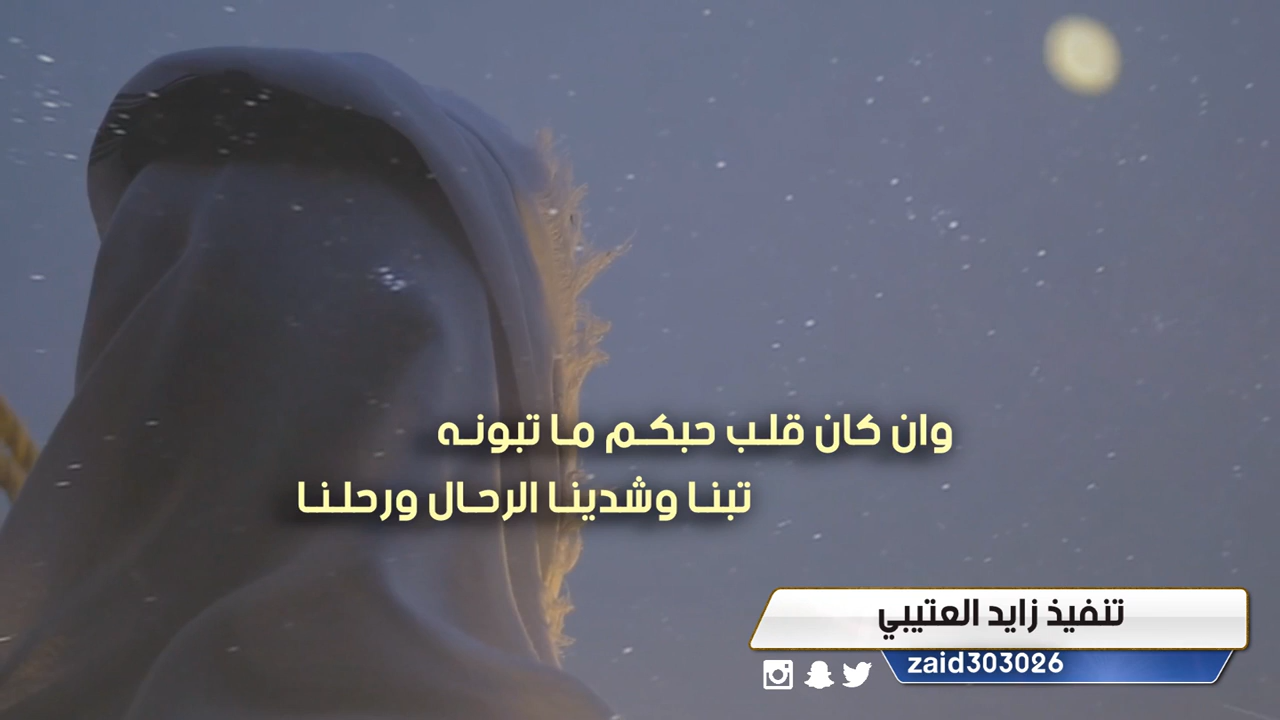 وان كان قلب حبكم ما تبونه
تبنا وشدينا الرحال ورحلنا
تنفيذ زايد العتيبي
zaid303026